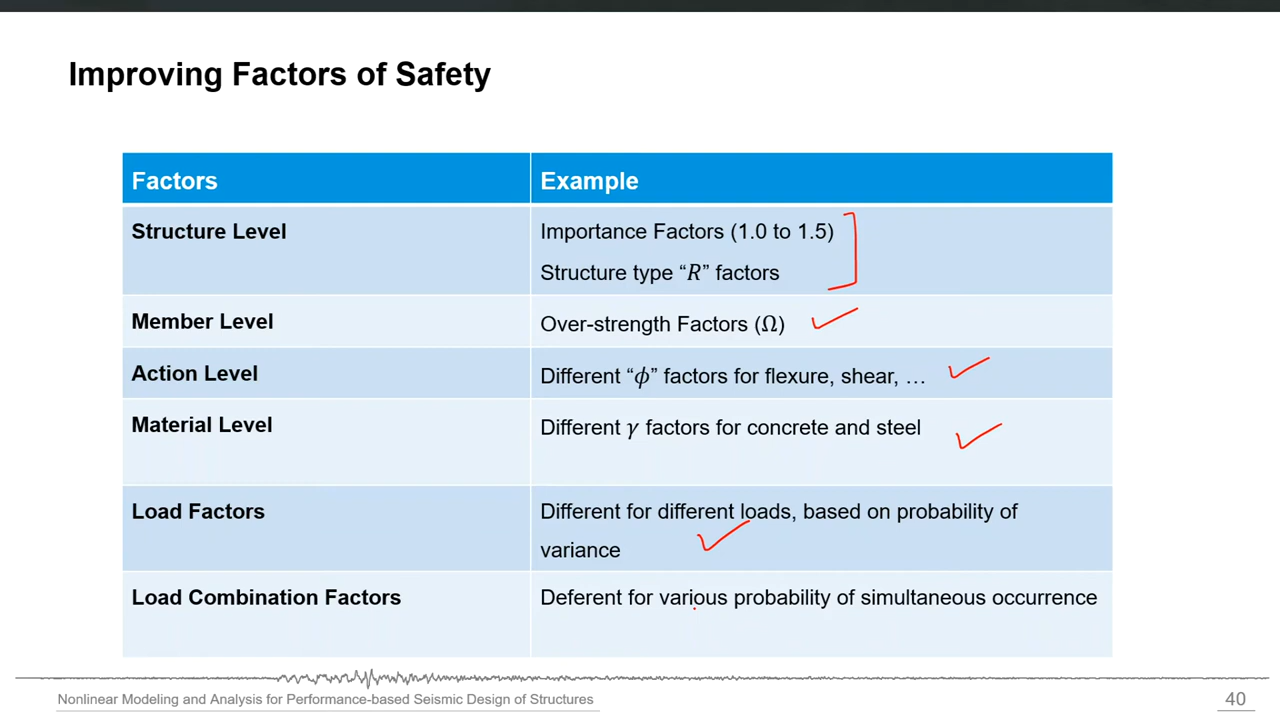 Improving Factors of Safety
Factors
Example
Structure Level
Importance Factors (1.0 to 1.5)
Structure type “R” factors
Member Level
Over-strength Factors (Ω)
Action Level
Different “ϕ” factors for flexure, shear, …
Material Level
Different γ factors for concrete and steel
Load Factors
Different for different loads, based on probability of
variance
Load Combination Factors
Deferent for various probability of simultaneous occurrence
Nonlinear Modeling and Analysis for Performance-based Seismic Design of Structures
40